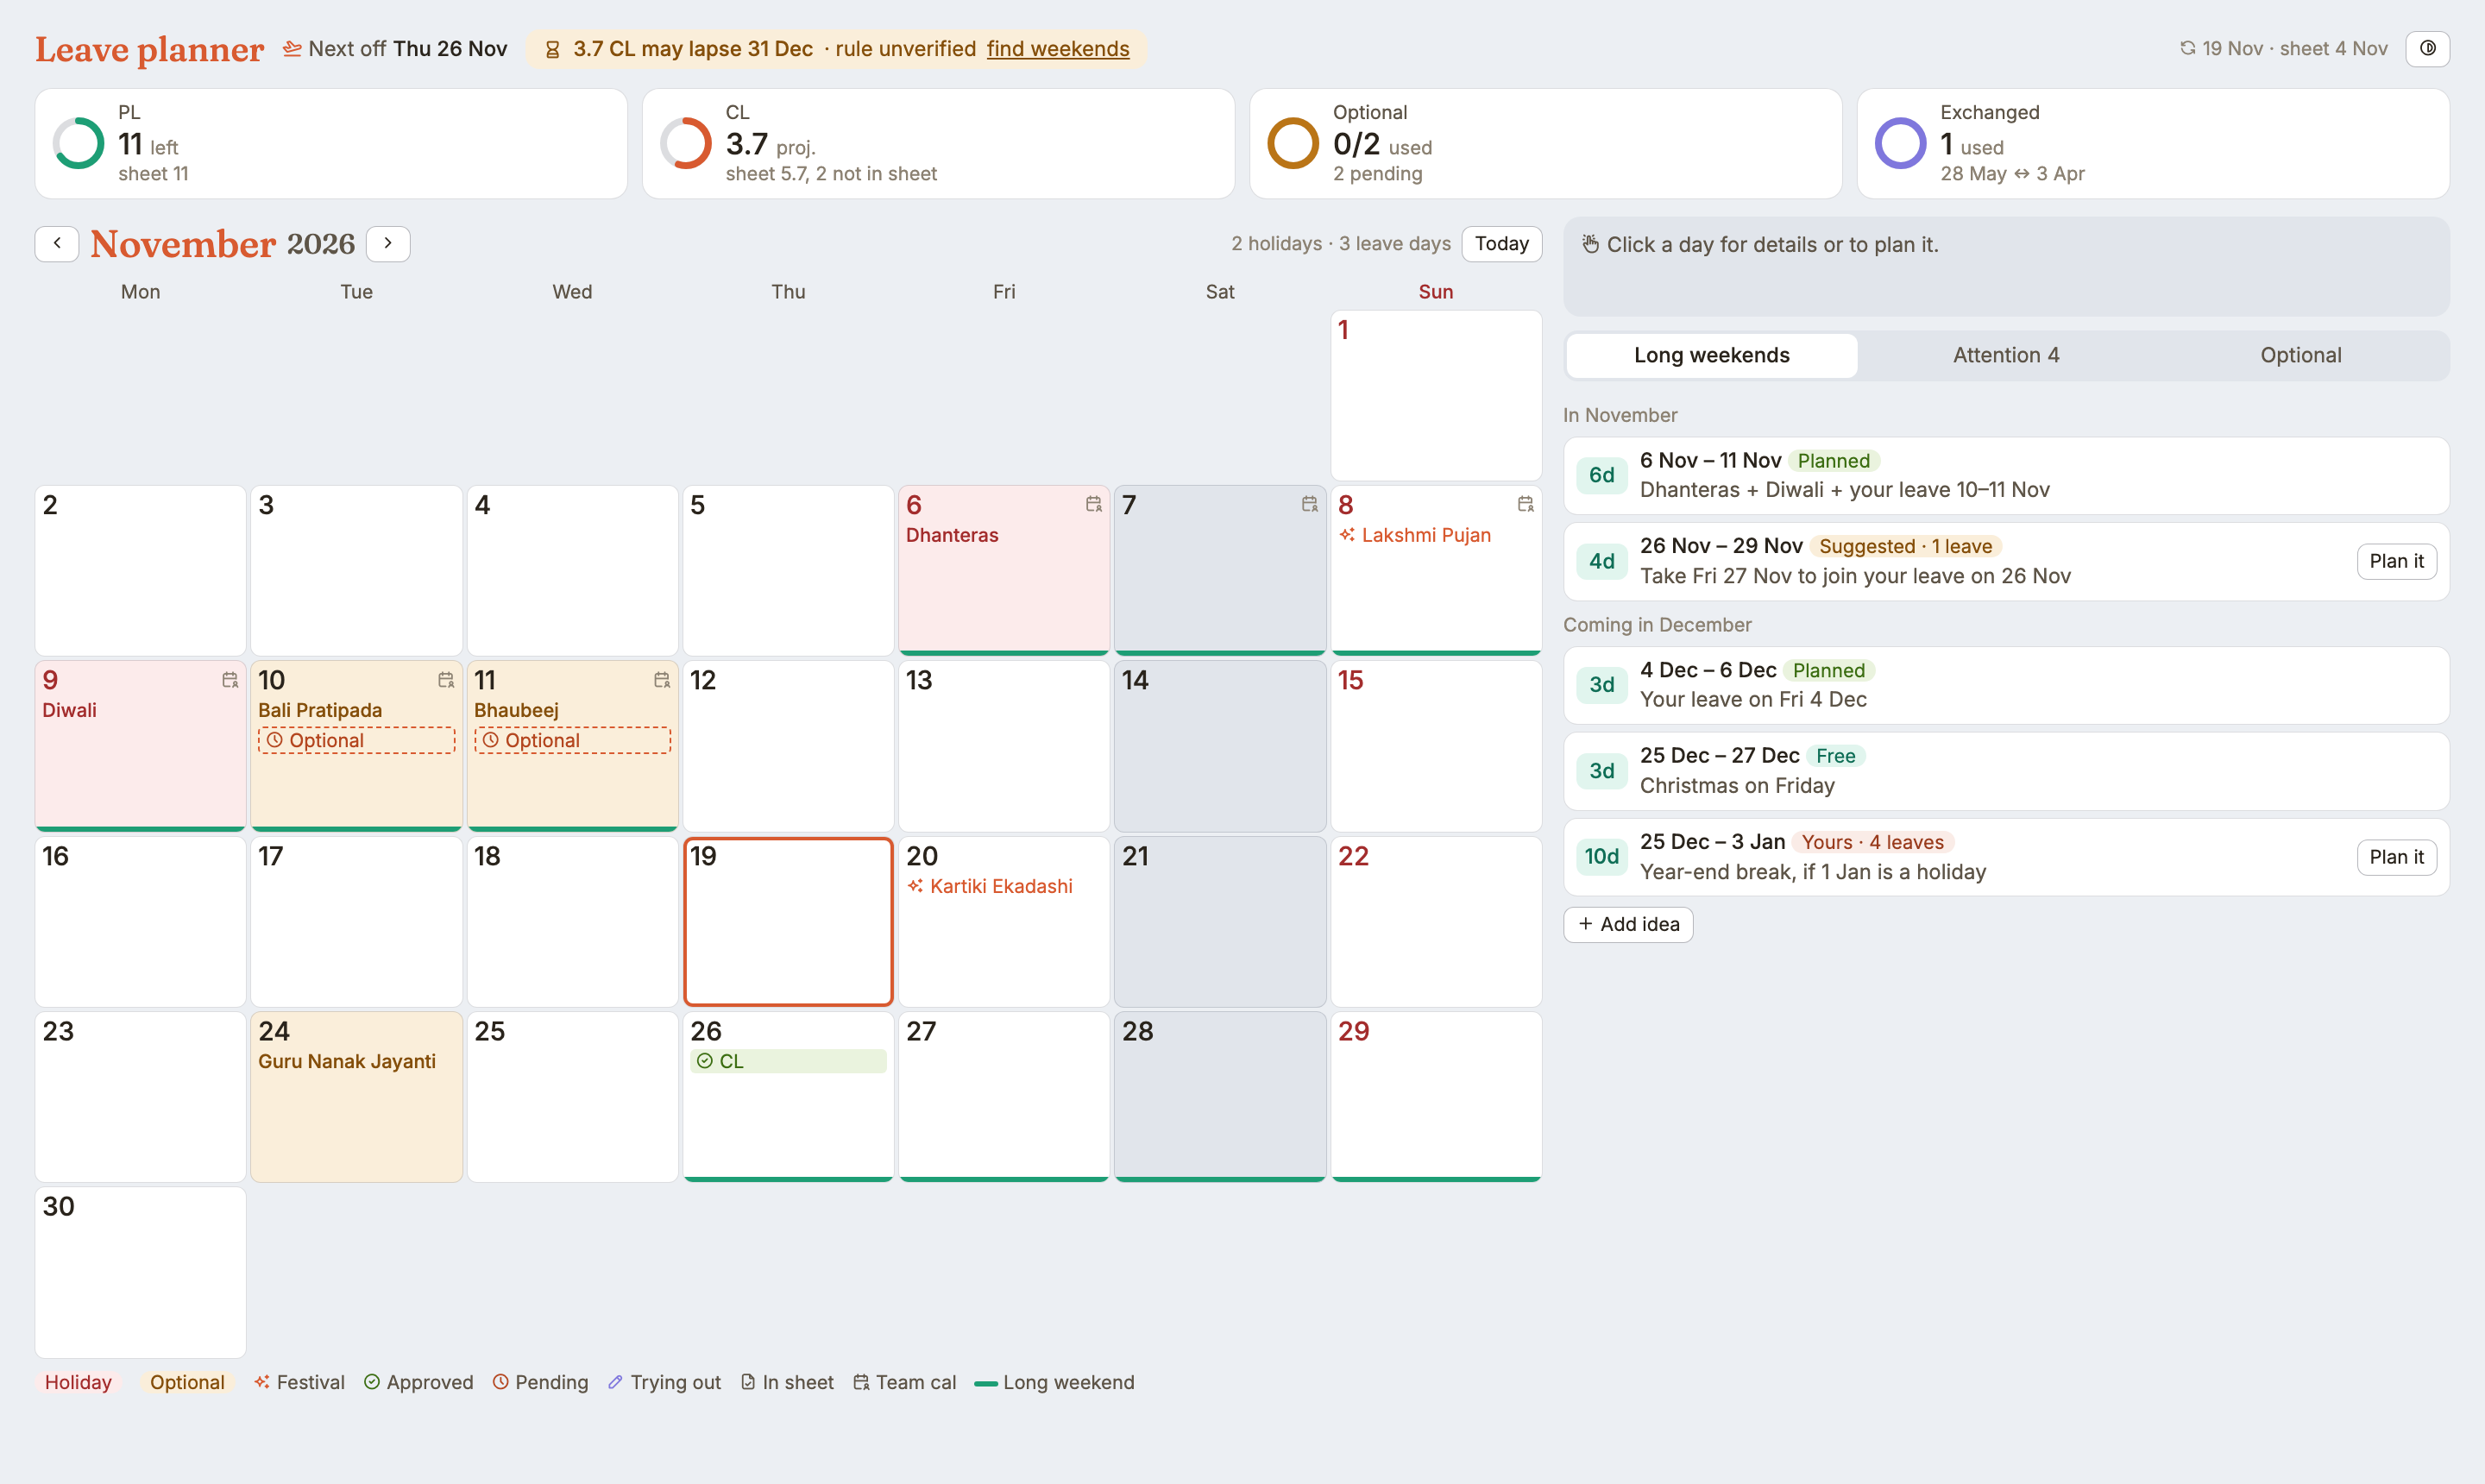 Leave planner Next off Thu 26 Nov 3.7 CL may lapse 31 Dec · rule unverified find weekends 19 Nov · sheet 4 Nov
PL
11 left
sheet 11
CL
3.7 proj.
sheet 5.7, 2 not in sheet
Optional
0/2 used
2 pending
Exchanged
1 used
28 May ↔ 3 Apr
November 2026
2 holidays · 3 leave days Today
Mon Tue Wed Thu Fri Sat Sun
1
2 3 4 5 6 7 8
Dhanteras Lakshmi Pujan
9 10 11 12 13 14 15
Diwali Bali Pratipada Bhaubeej
Optional Optional
16 17 18 19 20 21 22
Kartiki Ekadashi
23 24 25 26 27 28 29
Guru Nanak Jayanti CL
30
Holiday Optional Festival Approved Pending Trying out In sheet Team cal Long weekend
Click a day for details or to plan it.
Long weekends Attention 4 Optional
In November
6d
6 Nov – 11 Nov Planned
Dhanteras + Diwali + your leave 10–11 Nov
4d
26 Nov – 29 Nov Suggested · 1 leave
Take Fri 27 Nov to join your leave on 26 Nov
Plan it
Coming in December
3d
4 Dec – 6 Dec Planned
Your leave on Fri 4 Dec
3d
25 Dec – 27 Dec Free
Christmas on Friday
10d
25 Dec – 3 Jan Yours · 4 leaves
Year-end break, if 1 Jan is a holiday
Plan it
+ Add idea